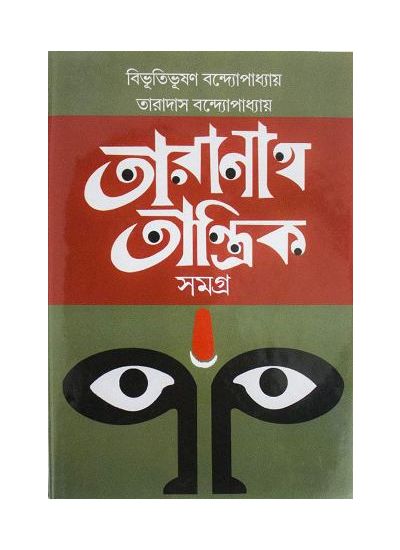 বিভূতিভূষণ বন্দ্যোপাধ্যায়
তারাদাস বন্দ্যোপাধ্যায়
তারানাথ
তান্ত্রিক
সমগ্র